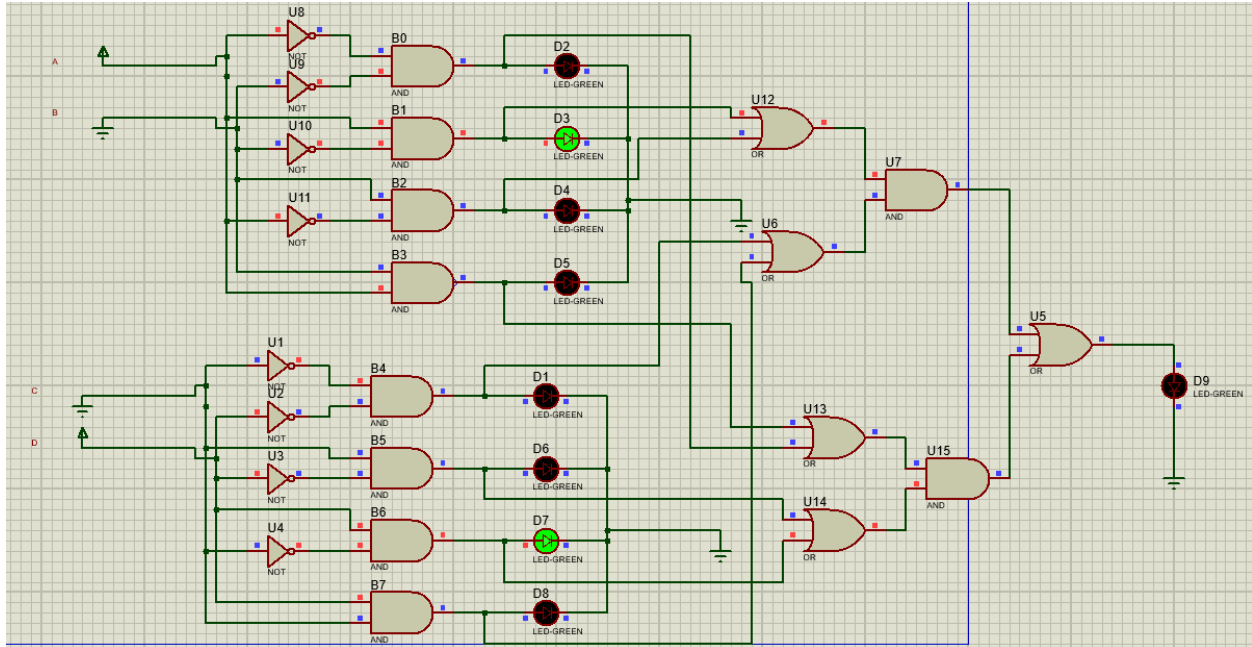 U8
B0
D2
NOT
A
U9
LED-GREEN
NOT
AND
B
B1
U12
U10
D3
NOT
AND
LED-GREEN
OR
U7
B2
D4
U11
AND
LED-GREEN
AND
U6
NOT
B3
D5
OR
AND
LED-GREEN
U5
U1
B4
D1
OR
D9
LED-GREEN
C
NOT
U2
AND
LED-GREEN
U13
D
NOT
B5
D6
U3
OR
U15
AND
LED-GREEN
NOT
B6
D7
U14
AND
U4
AND
LED-GREEN
OR
NOT
B7
D8
AND
LED-GREEN